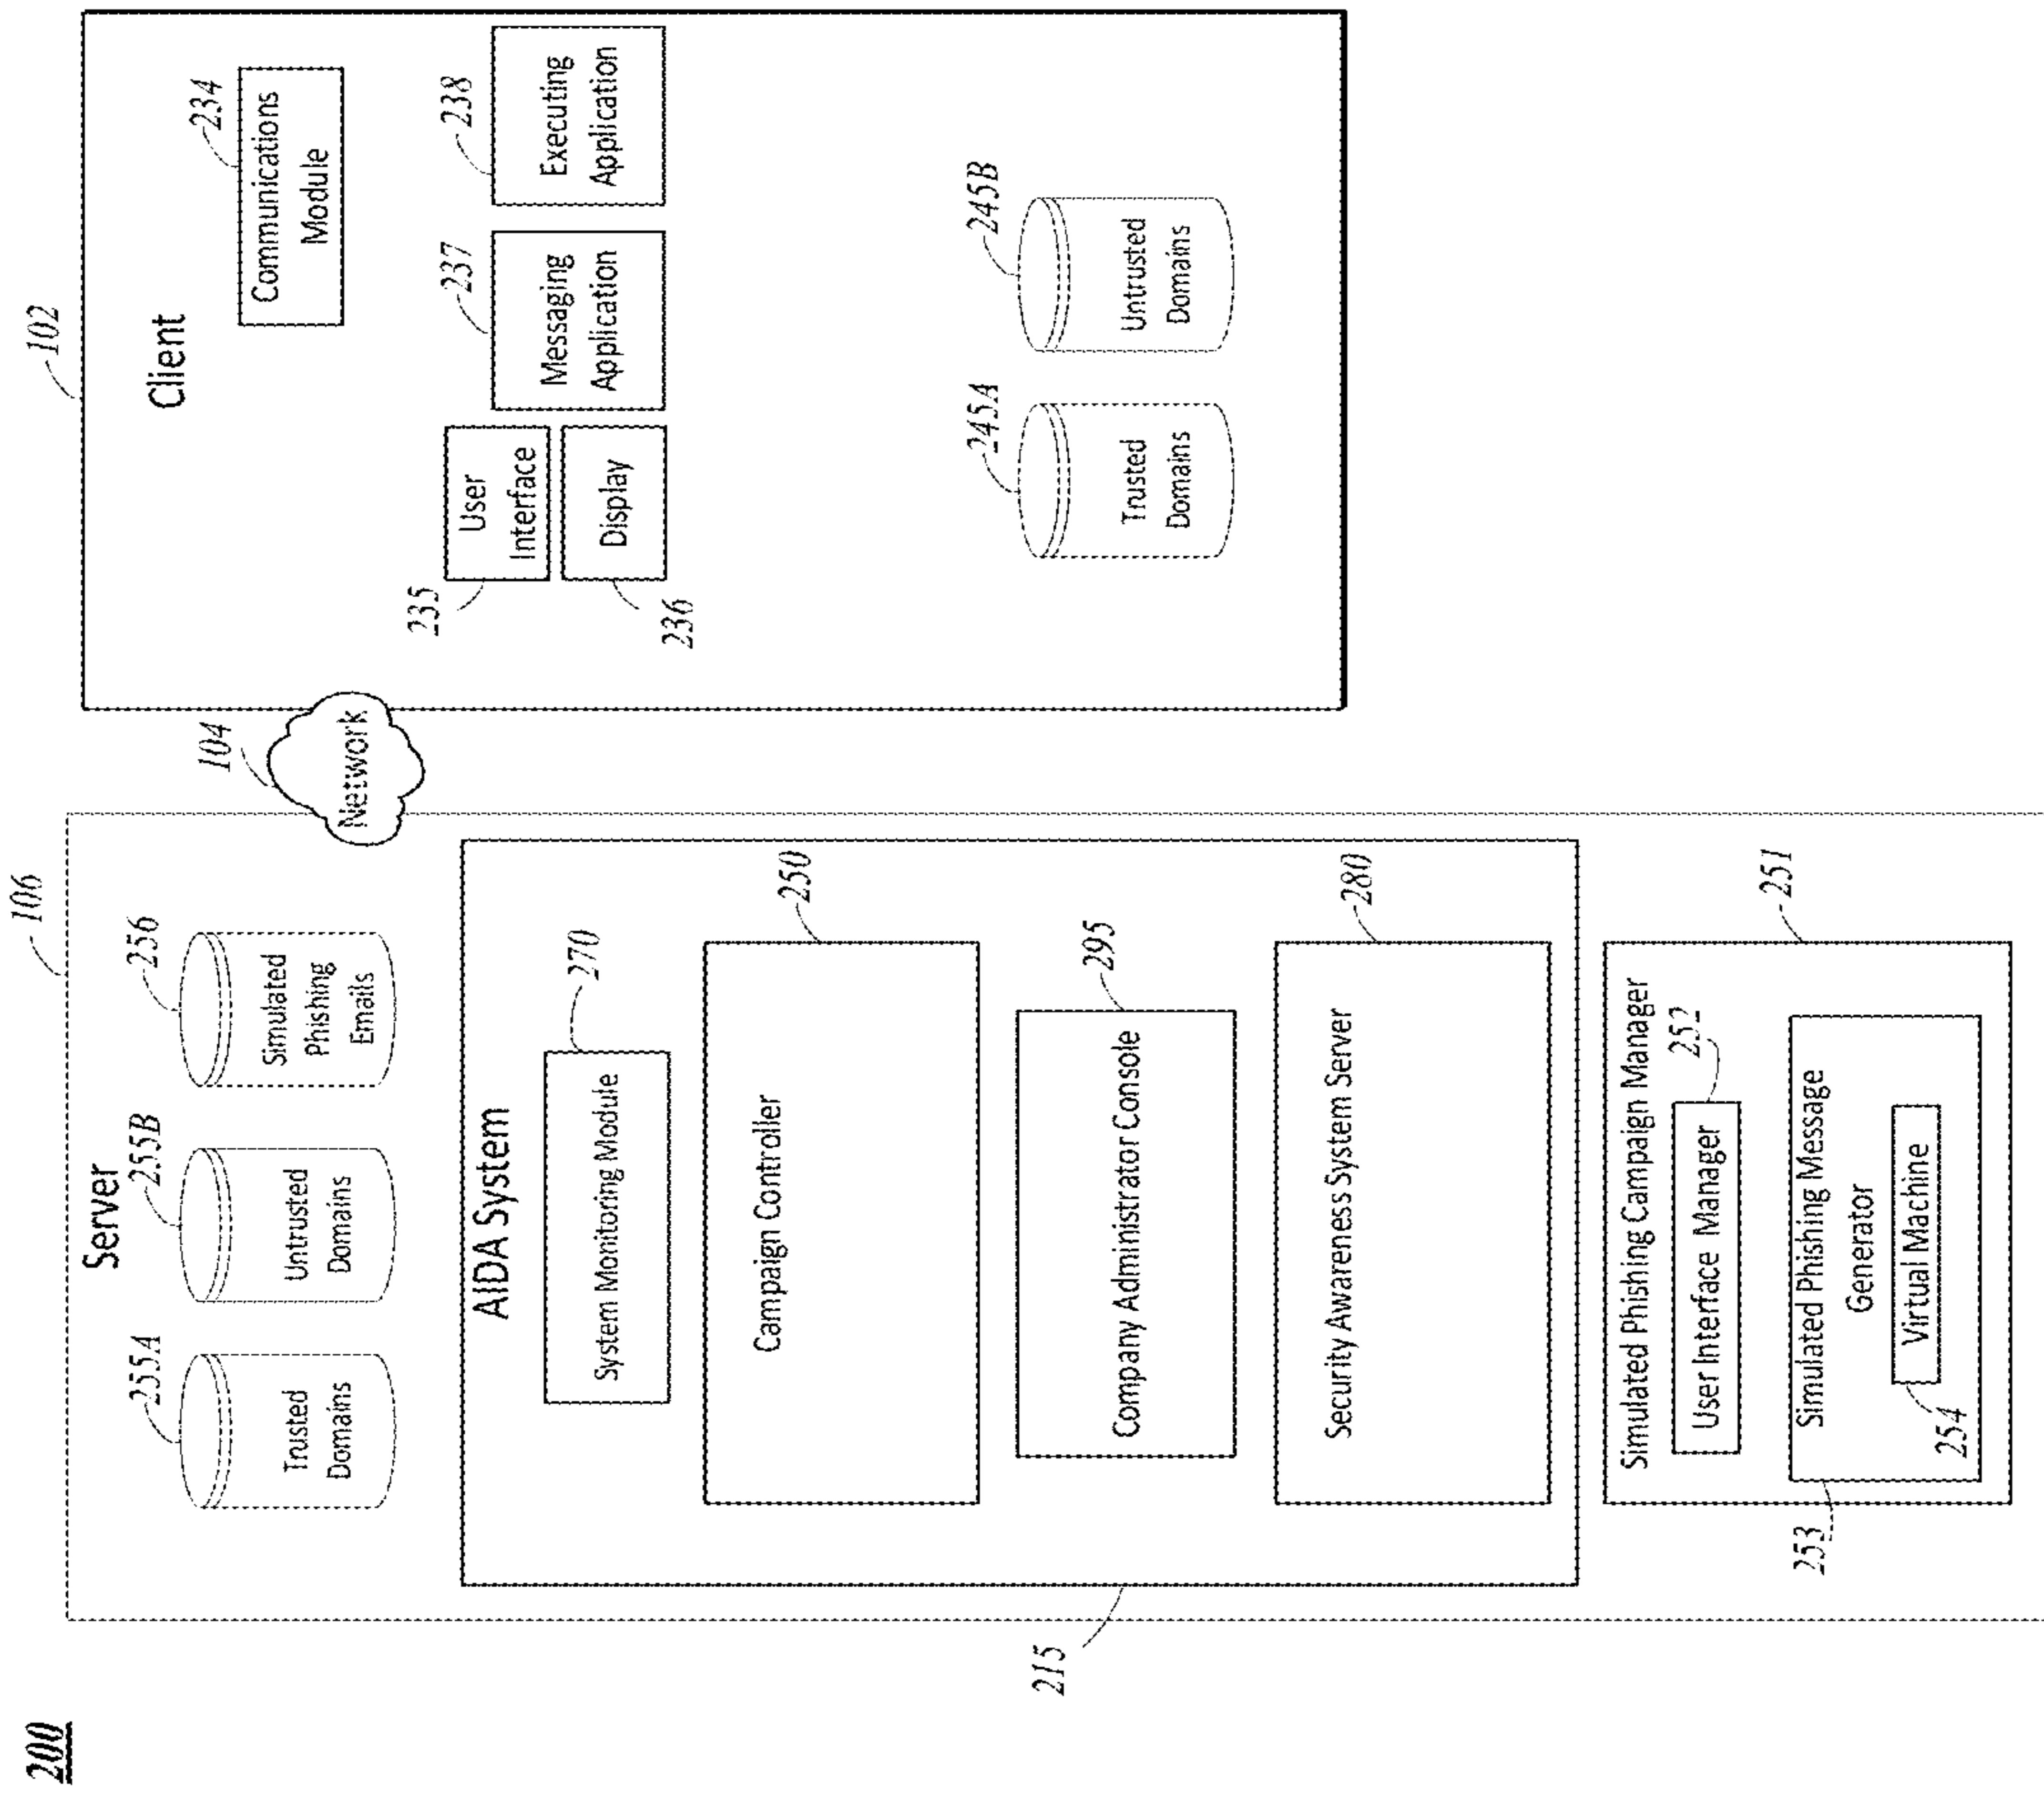 200
106
Server
255A
Trusted
Domains
255B
Untrusted
Domains
256
Simulated
Phishing
Emails
AIDA System
System Monitoring Module
270
Campaign Controller
250
Company Administrator Console
295
Security Awareness System Server
280
215
Simulated Phishing Campaign Manager
251
User Interface Manager
252
Simulated Phishing Message
Generator
Virtual Machine
253
254
104
Network
102
Client
234
Communications
Module
235
User
Interface
Display
236
237
Messaging
Application
238
Executing
Application
245A
Trusted
Domains
245B
Untrusted
Domains